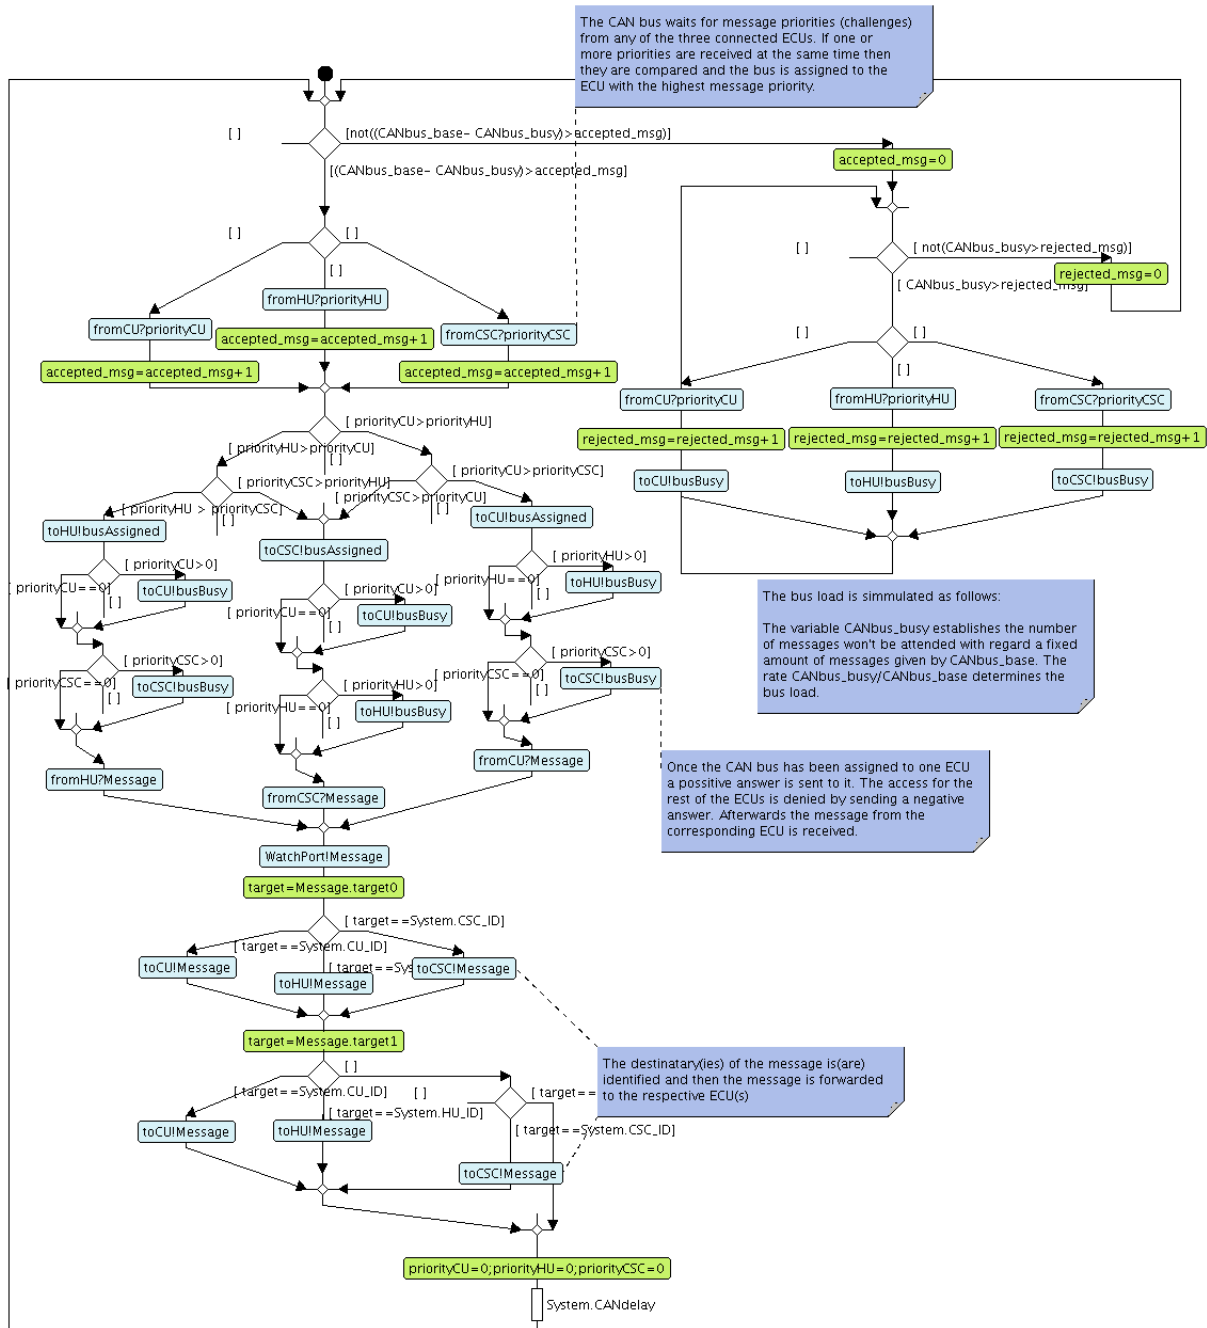 The CAN bus waits for message priorities (challenges)
from any of the three connected ECUs. If one or
more priorities are received at the same time then
they are compared and the bus is assigned to the
ECU with the highest message priority.
[ ]
[not((CANbus_base- CANbus_busy)>accepted_msg)]
accepted_msg=0
[(CANbus_base- CANbus_busy)>accepted_msg]
[ ]
[ ]
[ ]
fromHU?priorityHU
fromCU?priorityCU
accepted_msg=accepted_msg+1
fromCSC?priorityCSC
accepted_msg=accepted_msg+1
accepted_msg=accepted_msg+1
[ ]
[ not(CANbus_busy>rejected_msg)]
rejected_msg=0
[ CANbus_busy>rejected_msg]
[ ]
[ ]
[ ]
fromCU?priorityCU
fromHU?priorityHU
fromCSC?priorityCSC
rejected_msg=rejected_msg+1
rejected_msg=rejected_msg+1
rejected_msg=rejected_msg+1
toCU!busBusy
toHU!busBusy
toCSC!busBusy
[ priorityCU>priorityHU]
[ priorityHU>priorityCU]
[ ]
[ priorityCU>priorityCSC]
[ priorityCSC>priorityHU]
[ priorityCSC>priorityCU]
[ priorityHU > priorityCSC]
[ ]
[ ]
toHU!busAssigned
toCSC!busAssigned
toCU!busAssigned
[ priorityCU>0]
[ priorityCU==0]
toCU!busBusy
[ ]
[ priorityCSC>0]
[ priorityCSC==0]
toCSC!busBusy
[ ]
fromHU?Message
[ priorityCU>0]
[ priorityCU==0]
toCU!busBusy
[ ]
[ priorityHU>0]
[ priorityHU==0]
toHU!busBusy
[ ]
fromCSC?Message
[ priorityHU>0]
[ priorityHU==0]
toHU!busBusy
[ ]
[ priorityCSC>0]
[ priorityCSC==0]
toCSC!busBusy
[ ]
fromCU?Message
The bus load is simmulated as follows:
The variable CANbus_busy establishes the number
of messages won't be attended with regard a fixed
amount of messages given by CANbus_base. The
rate CANbus_busy/CANbus_base determines the
bus load.
Once the CAN bus has been assigned to one ECU
a possitive answer is sent to it. The access for the
rest of the ECUs is denied by sending a negative
answer. Afterwards the message from the
corresponding ECU is received.
WatchPort!Message
target=Message.target0
[ target==System.CSC_ID]
[ target==System.CU_ID]
[ target==Sys
toCU!Message
toHU!Message
toCSC!Message
target=Message.target1
[ ]
[ target==System.CU_ID]
[ ]
[ target==
[ target==System.HU_ID]
[ target==System.CSC_ID]
toCU!Message
toHU!Message
toCSC!Message
The destinatary(ies) of the message is(are)
identified and then the message is forwarded
to the respective ECU(s)
priorityCU=0;priorityHU=0;priorityCSC=0
System.CANdelay